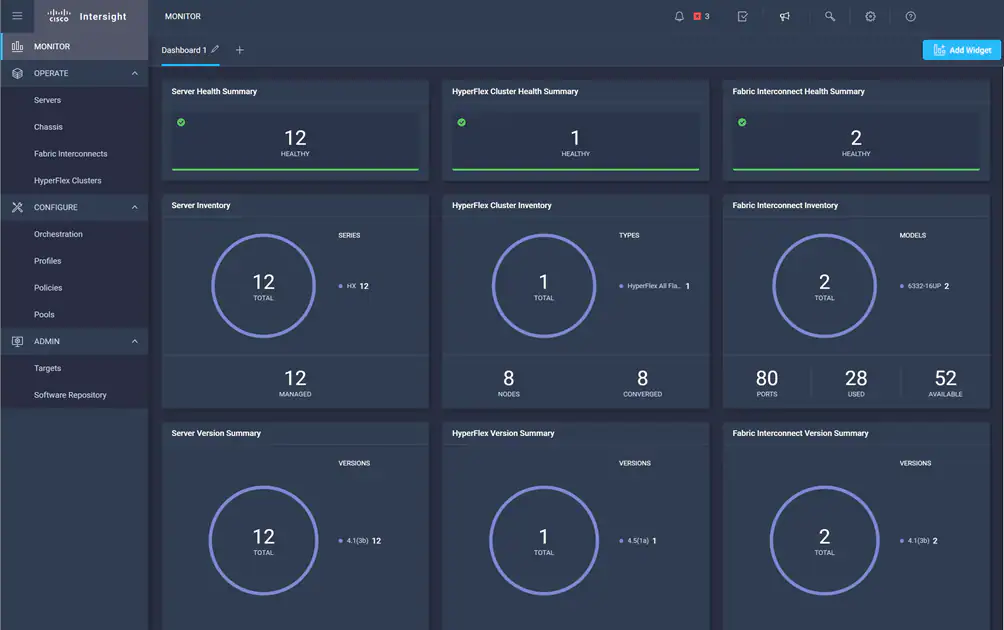 CISCO Intersight
MONITOR
3
MONITOR
OPERATE
Servers
Chassis
Fabric Interconnects
HyperFlex Clusters
CONFIGURE
Orchestration
Profiles
Policies
Pools
ADMIN
Targets
Software Repository
Dashboard 1
Add Widget
Server Health Summary
12
HEALTHY
HyperFlex Cluster Health Summary
1
HEALTHY
Fabric Interconnect Health Summary
2
HEALTHY
Server Inventory
SERIES
12
TOTAL
HX 12
12
MANAGED
HyperFlex Cluster Inventory
TYPES
1
TOTAL
HyperFlex All Fla.. 1
8
NODES
8
CONVERGED
Fabric Interconnect Inventory
MODELS
2
TOTAL
6332-16UP 2
80
PORTS
28
USED
52
AVAILABLE
Server Version Summary
VERSIONS
12
TOTAL
4.1(3b) 12
HyperFlex Version Summary
VERSIONS
1
TOTAL
4.5(1a) 1
Fabric Interconnect Version Summary
VERSIONS
2
TOTAL
4.1(3b) 2